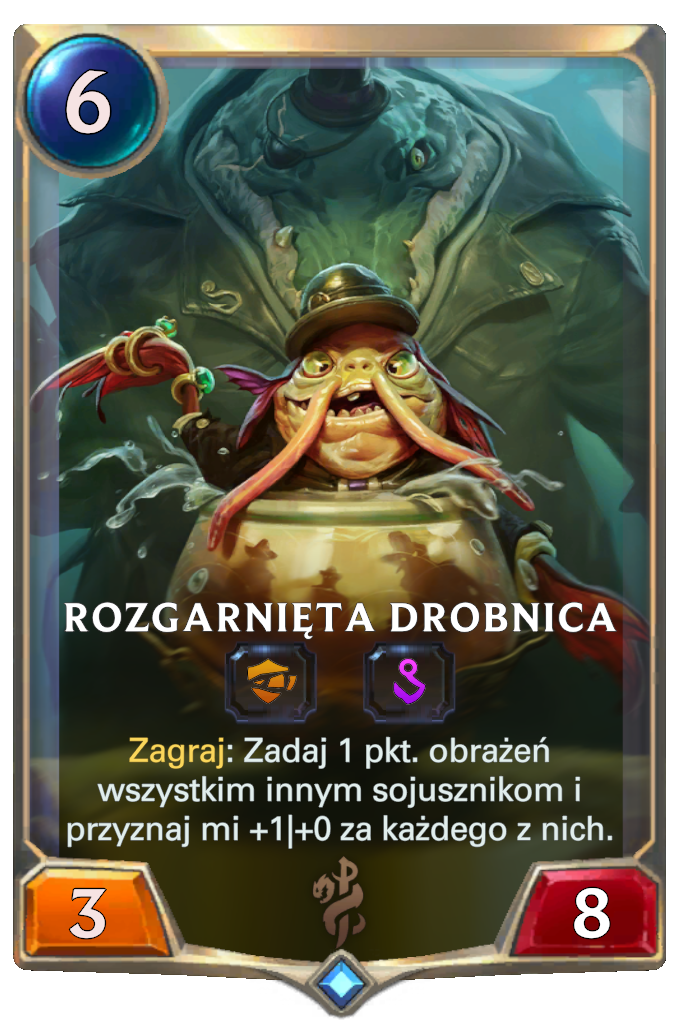 6
ROZGARNIĘTA DROBNICA
Zagraj: Zadaj 1 pkt. obrażeń
wszystkim innym sojusznikom i
przyznaj mi +1|+0 za każdego z nich.
3
8